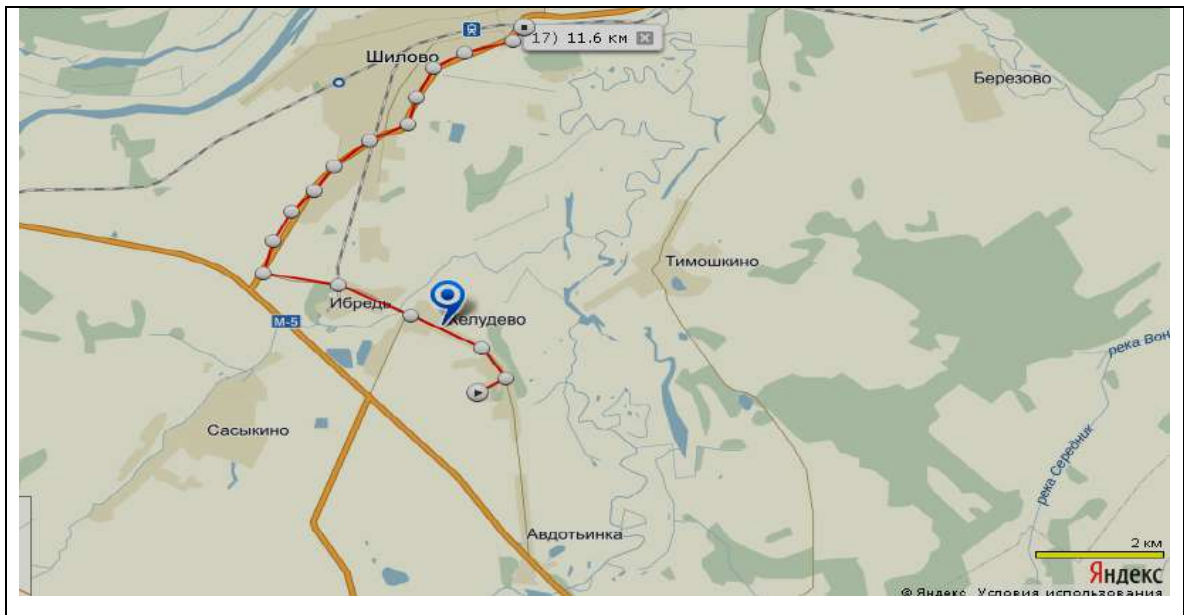 17) 11.6 км
Шилово
Березово
Тимошкино
Ибредь
М-5
Желудево
река Вон
Сасыкино
река Середник
Авдотьинка
2 км
Яндекс
© Яндекс Условия использования